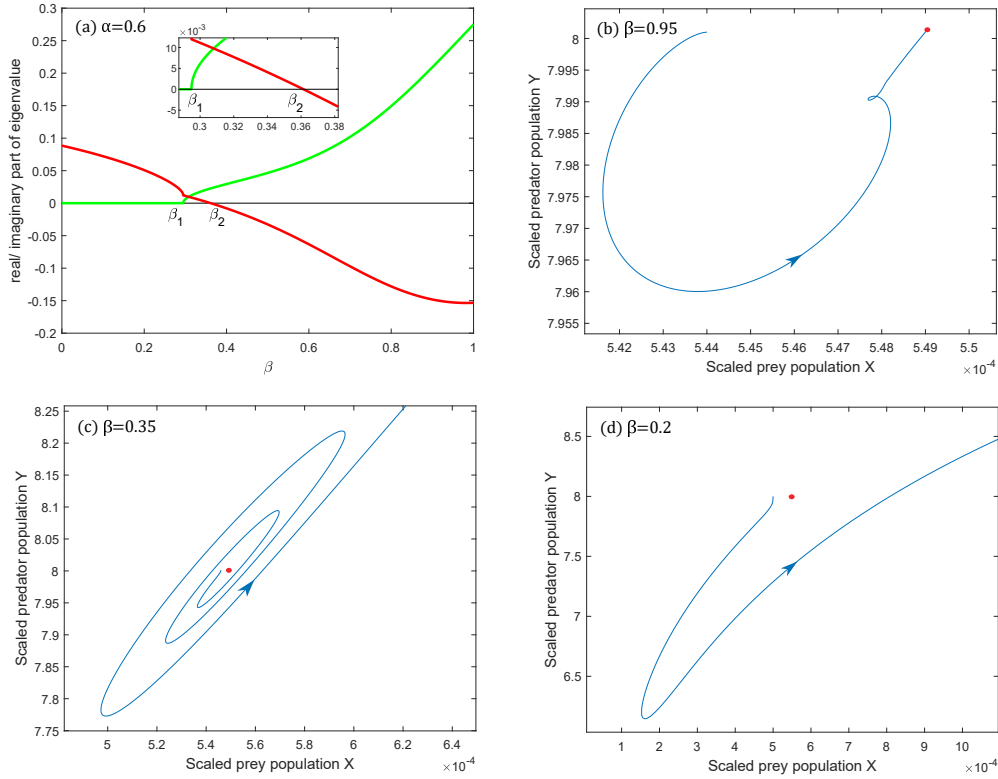 (a) α=0.6
real/ imaginary part of eigenvalue
0.3
0.25
0.2
0.15
0.1
0.05
0
-0.05
-0.1
-0.15
-0.2
0 0.2 0.4 0.6 0.8 1
β
β1
β2
×10-3
10
5
0
-5
0.3 0.32 0.34 0.36 0.38
β1
β2
(b) β=0.95
Scaled predator population Y
8
7.995
7.99
7.985
7.98
7.975
7.97
7.965
7.96
7.955
5.42 5.43 5.44 5.45 5.46 5.47 5.48 5.49 5.5
Scaled prey population X
×10-4
(c) β=0.35
Scaled predator population Y
8.25
8.2
8.15
8.1
8.05
8
7.95
7.9
7.85
7.8
7.75
5 5.2 5.4 5.6 5.8 6 6.2 6.4
Scaled prey population X
×10-4
(d) β=0.2
Scaled predator population Y
8.5
8
7.5
7
6.5
1 2 3 4 5 6 7 8 9 10
Scaled prey population X
×10-4